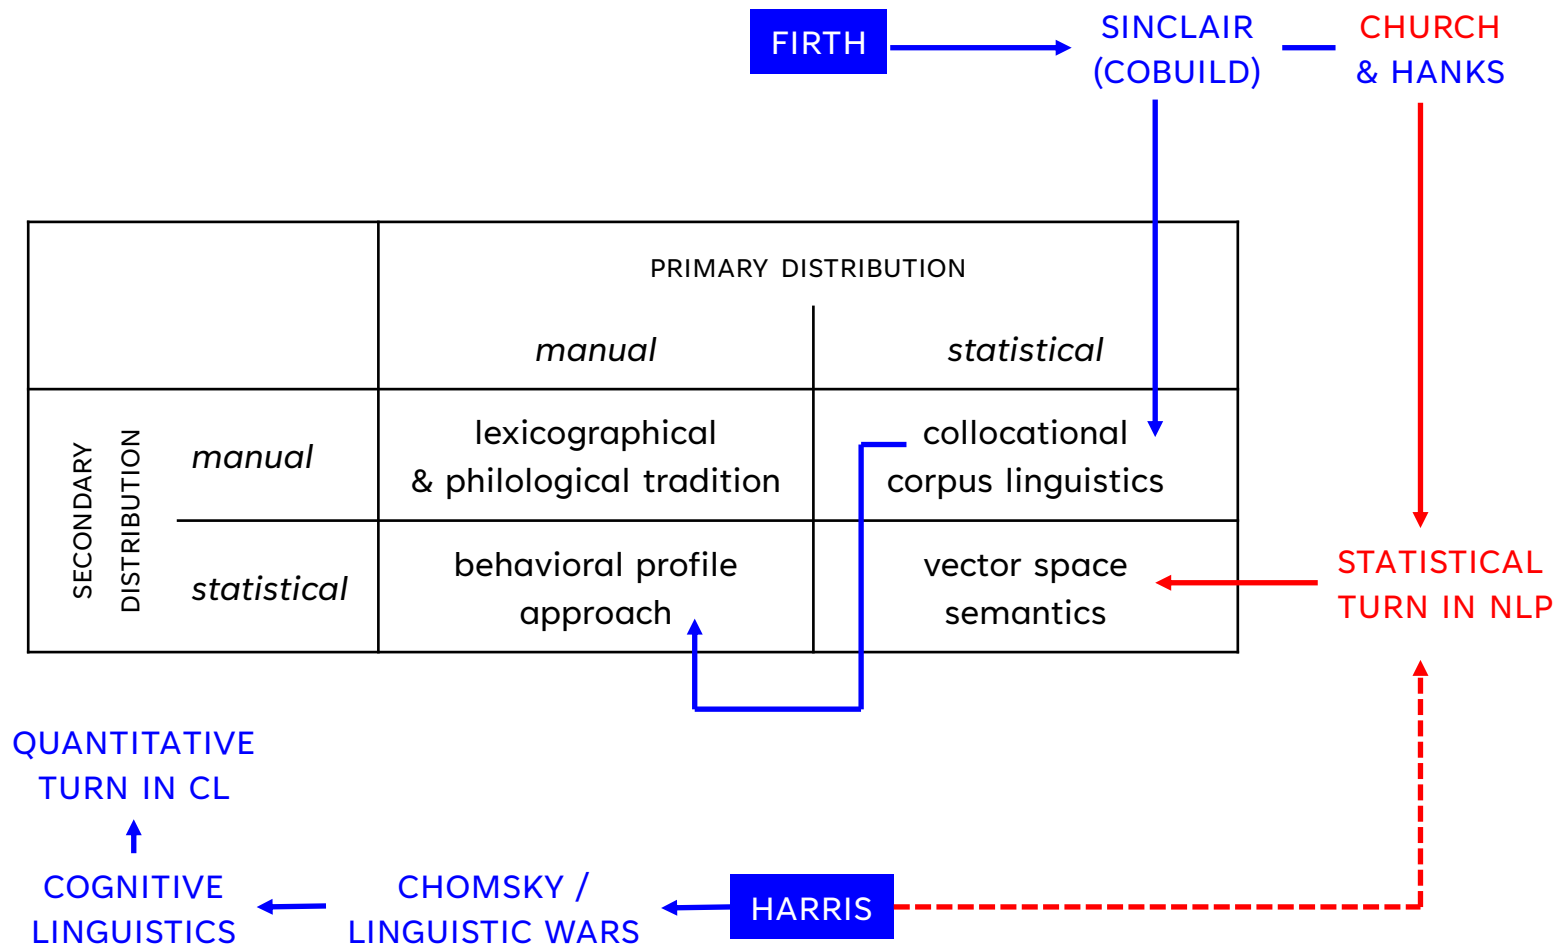 FIRTH
SINCLAIR
(COBUILD)
CHURCH
& HANKS
PRIMARY DISTRIBUTION
manual
statistical
SECONDARY
DISTRIBUTION
manual
lexicographical
& philological tradition
collocational
corpus linguistics
statistical
behavioral profile
approach
vector space
semantics
STATISTICAL
TURN IN NLP
QUANTITATIVE
TURN IN CL
COGNITIVE
LINGUISTICS
CHOMSKY /
LINGUISTIC WARS
HARRIS